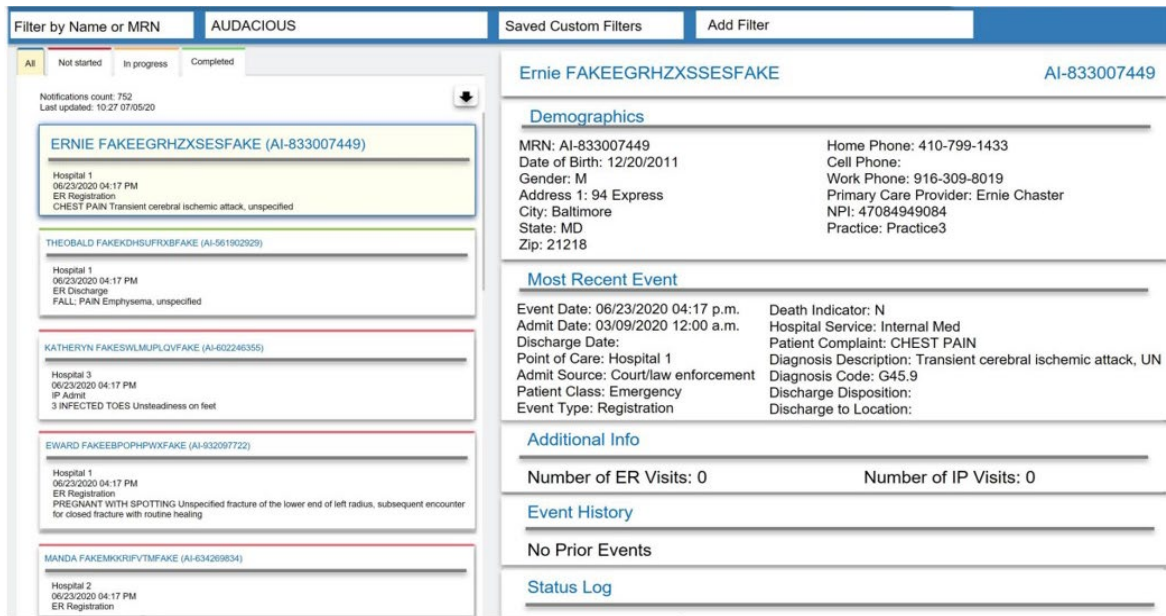 Filter by Name or MRN
AUDACIOUS
Saved Custom Filters
Add Filter
All
Not started
In progress
Completed
Notifications count: 752
Last updated: 10:27 07/05/20
ERNIE FAKEEGRHZXSESFAKE (AI-833007449)
Hospital 1
06/23/2020 04:17 PM
ER Registration
CHEST PAIN Transient cerebral ischemic attack, unspecified
THEOBALD FAKEKDHSUFRXBFAKE (AI-561902929)
Hospital 1
06/23/2020 04:17 PM
ER Discharge
FALL; PAIN Emphysema, unspecified
KATHERYN FAKESWLMUPLQVFAKE (AI-602246355)
Hospital 3
06/23/2020 04:17 PM
IP Admit
3 INFECTED TOES Unsteadiness on feet
EWARD FAKEEBPOPHPWXFAKE (AI-932097722)
Hospital 1
06/23/2020 04:17 PM
ER Registration
PREGNANT WITH SPOTTING Unspecified fracture of the lower end of left radius, subsequent encounter
for closed fracture with routine healing
MANDA FAKEMKKRIFVTMFAKE (AI-634269834)
Hospital 2
06/23/2020 04:17 PM
ER Registration
Ernie FAKEEGRHZXSSESFAKE
AI-833007449
Demographics
MRN: AI-833007449
Date of Birth: 12/20/2011
Gender: M
Address 1: 94 Express
City: Baltimore
State: MD
Zip: 21218
Home Phone: 410-799-1433
Cell Phone:
Work Phone: 916-309-8019
Primary Care Provider: Ernie Chaster
NPI: 47084949084
Practice: Practice3
Most Recent Event
Event Date: 06/23/2020 04:17 p.m.
Admit Date: 03/09/2020 12:00 a.m.
Discharge Date:
Point of Care: Hospital 1
Admit Source: Court/law enforcement
Patient Class: Emergency
Event Type: Registration
Death Indicator: N
Hospital Service: Internal Med
Patient Complaint: CHEST PAIN
Diagnosis Description: Transient cerebral ischemic attack, UN
Diagnosis Code: G45.9
Discharge Disposition:
Discharge to Location:
Additional Info
Number of ER Visits: 0
Number of IP Visits: 0
Event History
No Prior Events
Status Log